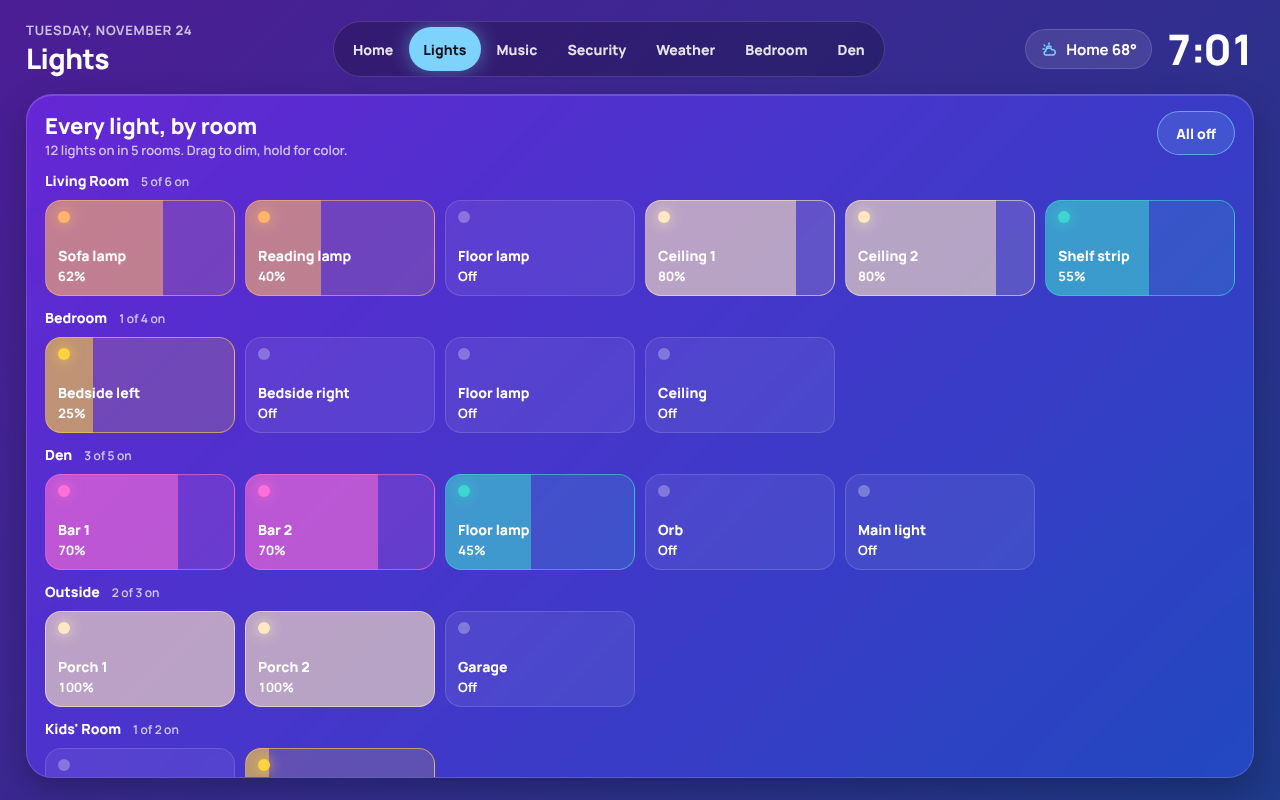 TUESDAY, NOVEMBER 24
Lights
Home
Lights
Music
Security
Weather
Bedroom
Den
Home 68°
7:01
Every light, by room
12 lights on in 5 rooms. Drag to dim, hold for color.
All off
Living Room 5 of 6 on
Sofa lamp
62%
Reading lamp
40%
Floor lamp
Off
Ceiling 1
80%
Ceiling 2
80%
Shelf strip
55%
Bedroom 1 of 4 on
Bedside left
25%
Bedside right
Off
Floor lamp
Off
Ceiling
Off
Den 3 of 5 on
Bar 1
70%
Bar 2
70%
Floor lamp
45%
Orb
Off
Main light
Off
Outside 2 of 3 on
Porch 1
100%
Porch 2
100%
Garage
Off
Kids' Room 1 of 2 on